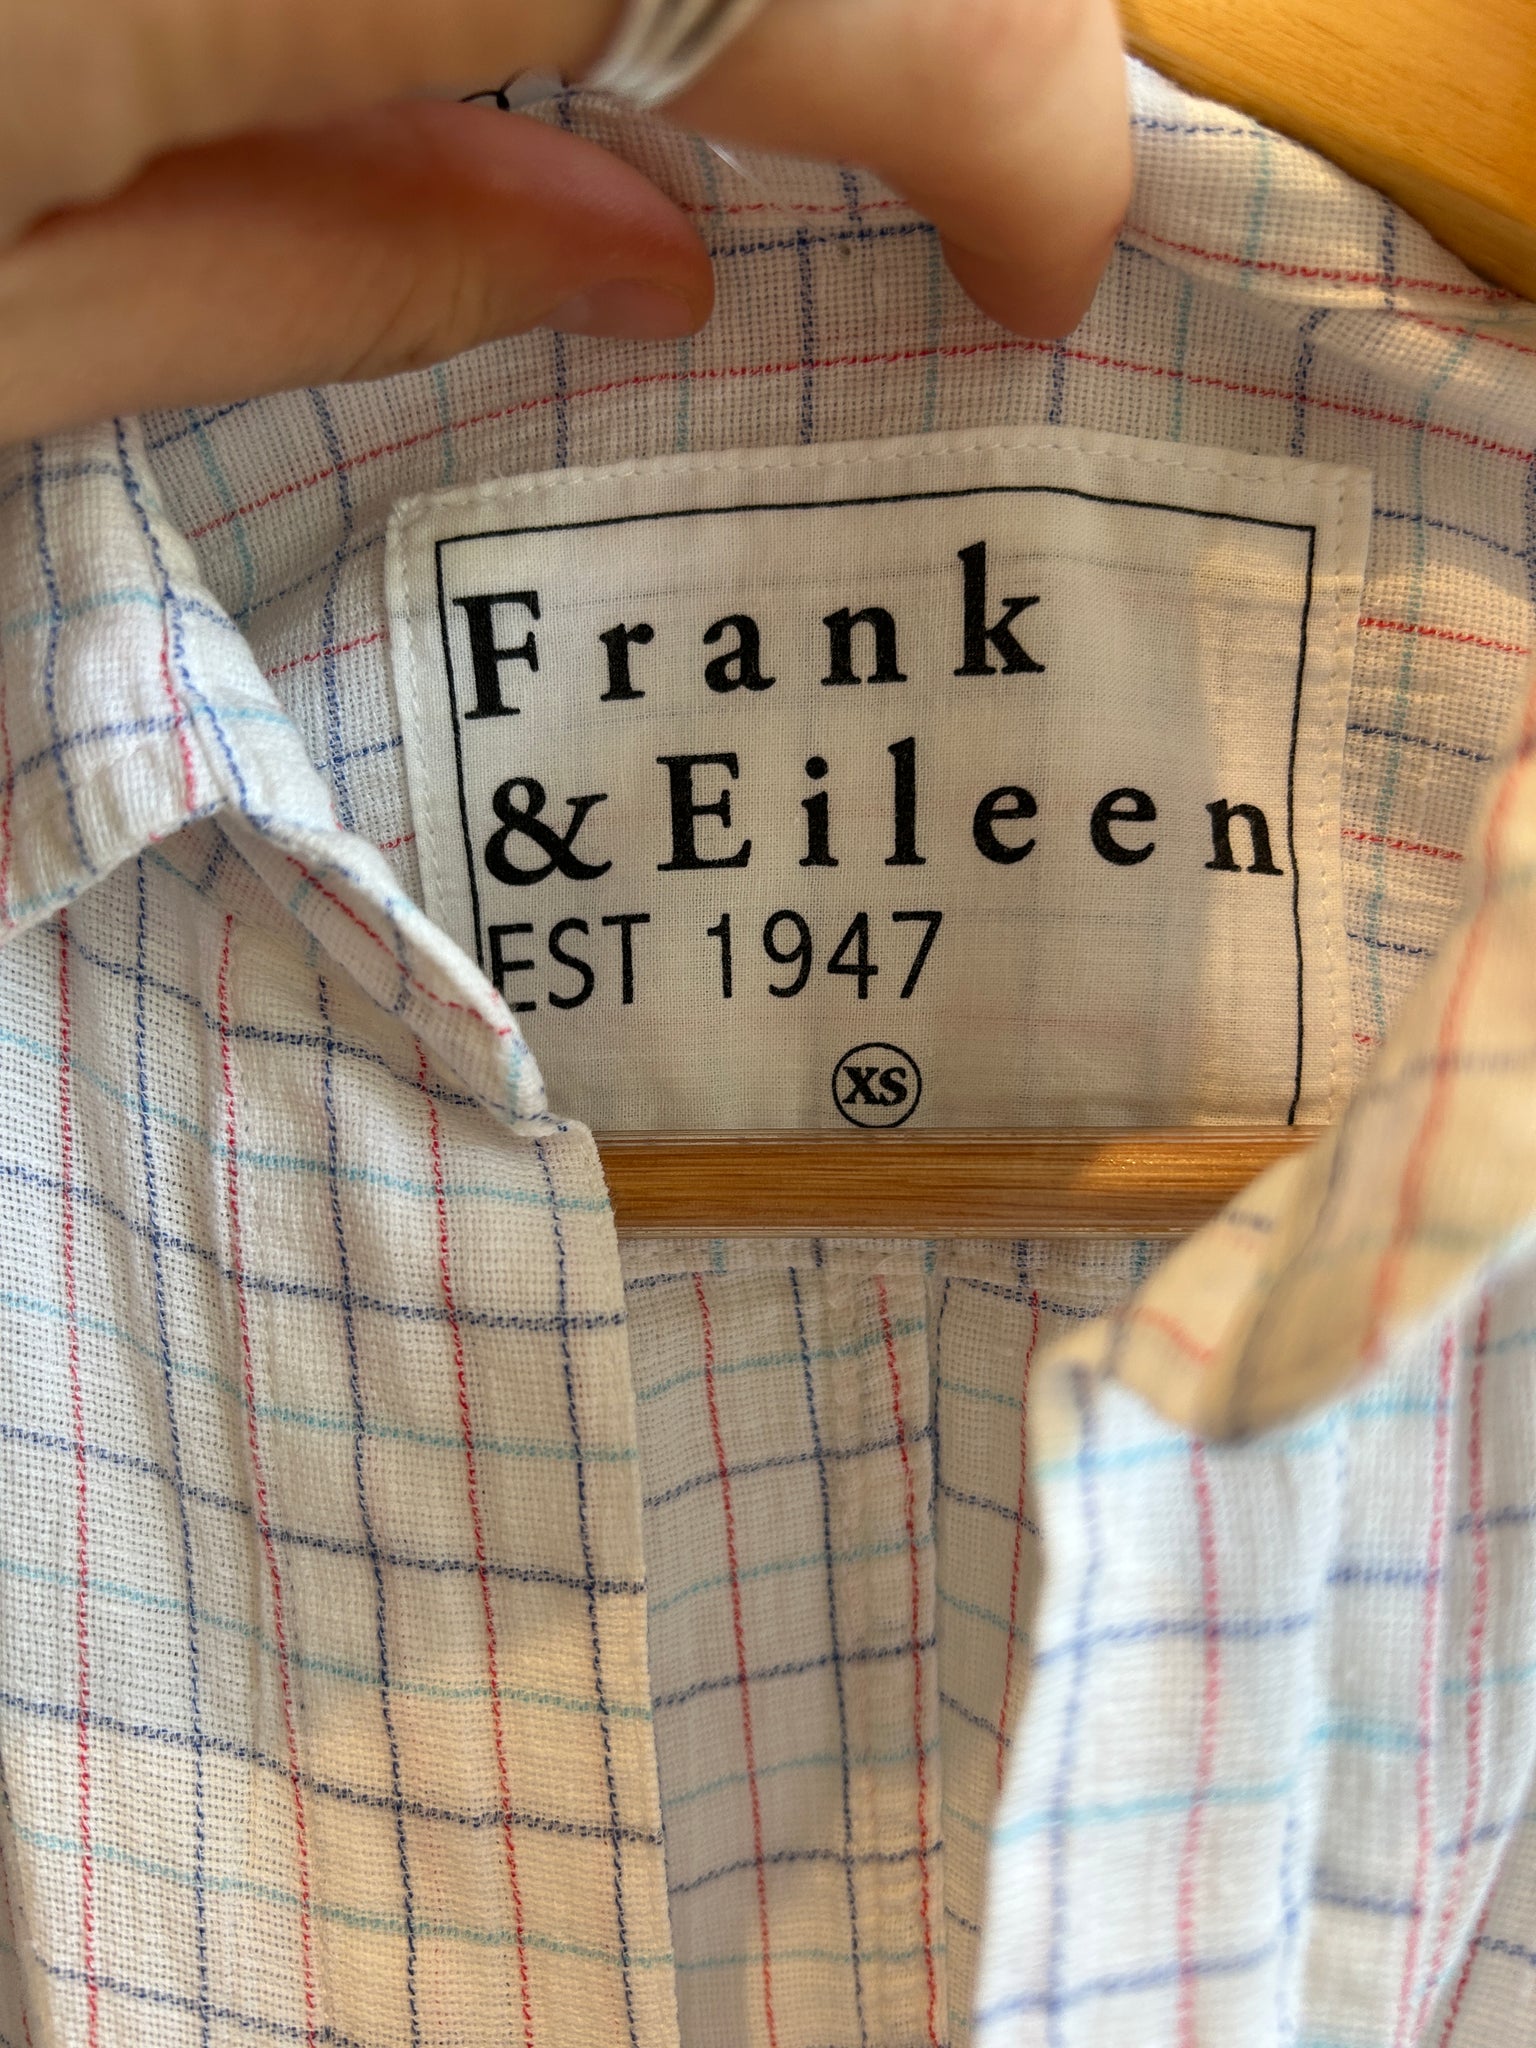 Frank
& Eileen
EST 1947
XS